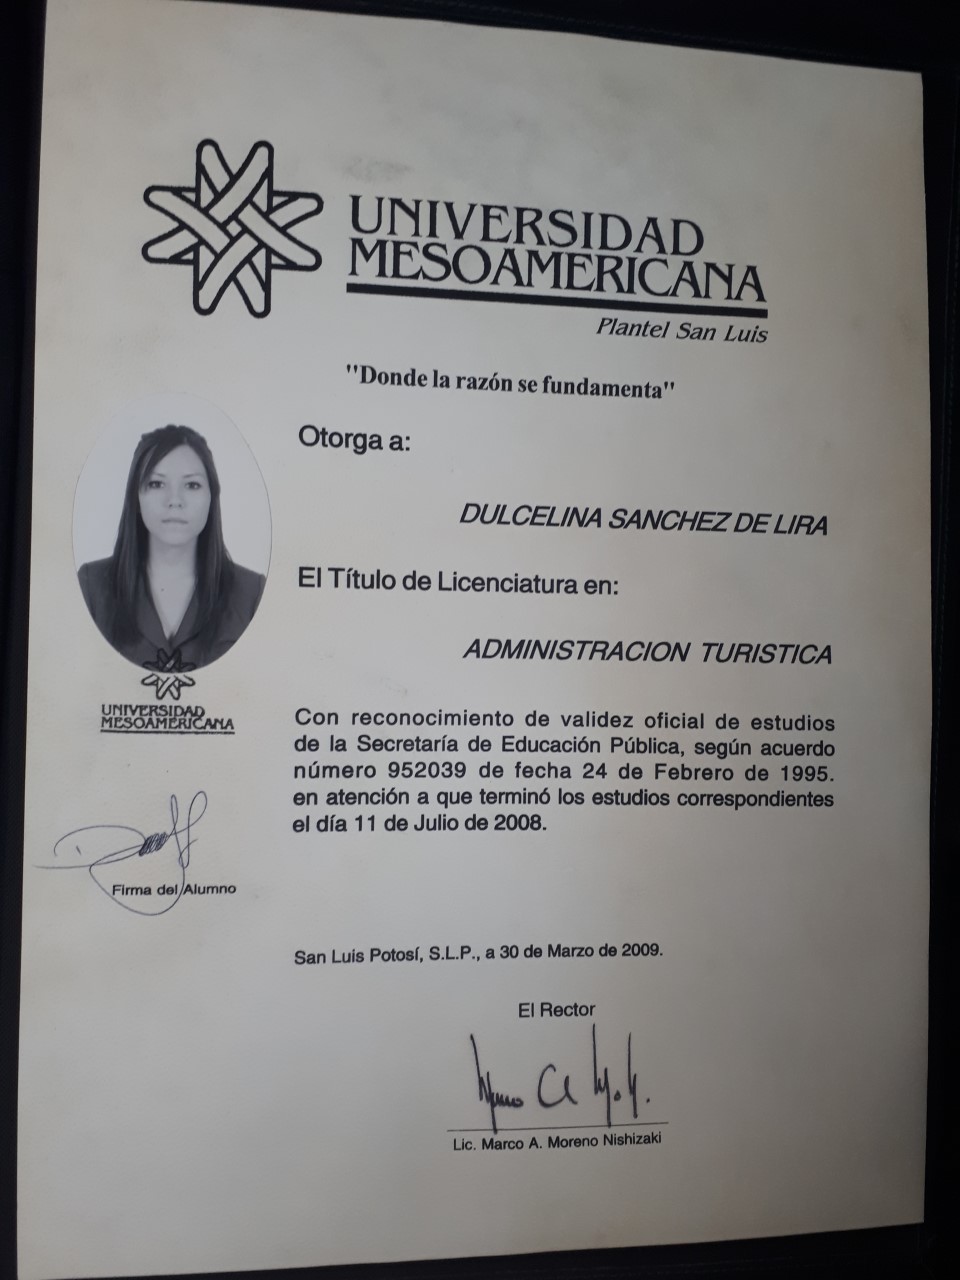 UNIVERSIDAD
MESOAMERICANA
Plantel San Luis
"Donde la razón se fundamenta"
Otorga a:
DULCELINA SANCHEZ DE LIRA
El Título de Licenciatura en:
ADMINISTRACION TURISTICA
UNIVERSIDAD
MESOAMERICANA
Con reconocimiento de validez oficial de estudios
de la Secretaría de Educación Pública, según acuerdo
número 952039 de fecha 24 de Febrero de 1995.
en atención a que terminó los estudios correspondientes
el día 11 de Julio de 2008.
Firma del Alumno
San Luis Potosí, S.L.P., a 30 de Marzo de 2009.
El Rector
Lic. Marco A. Moreno Nishizaki